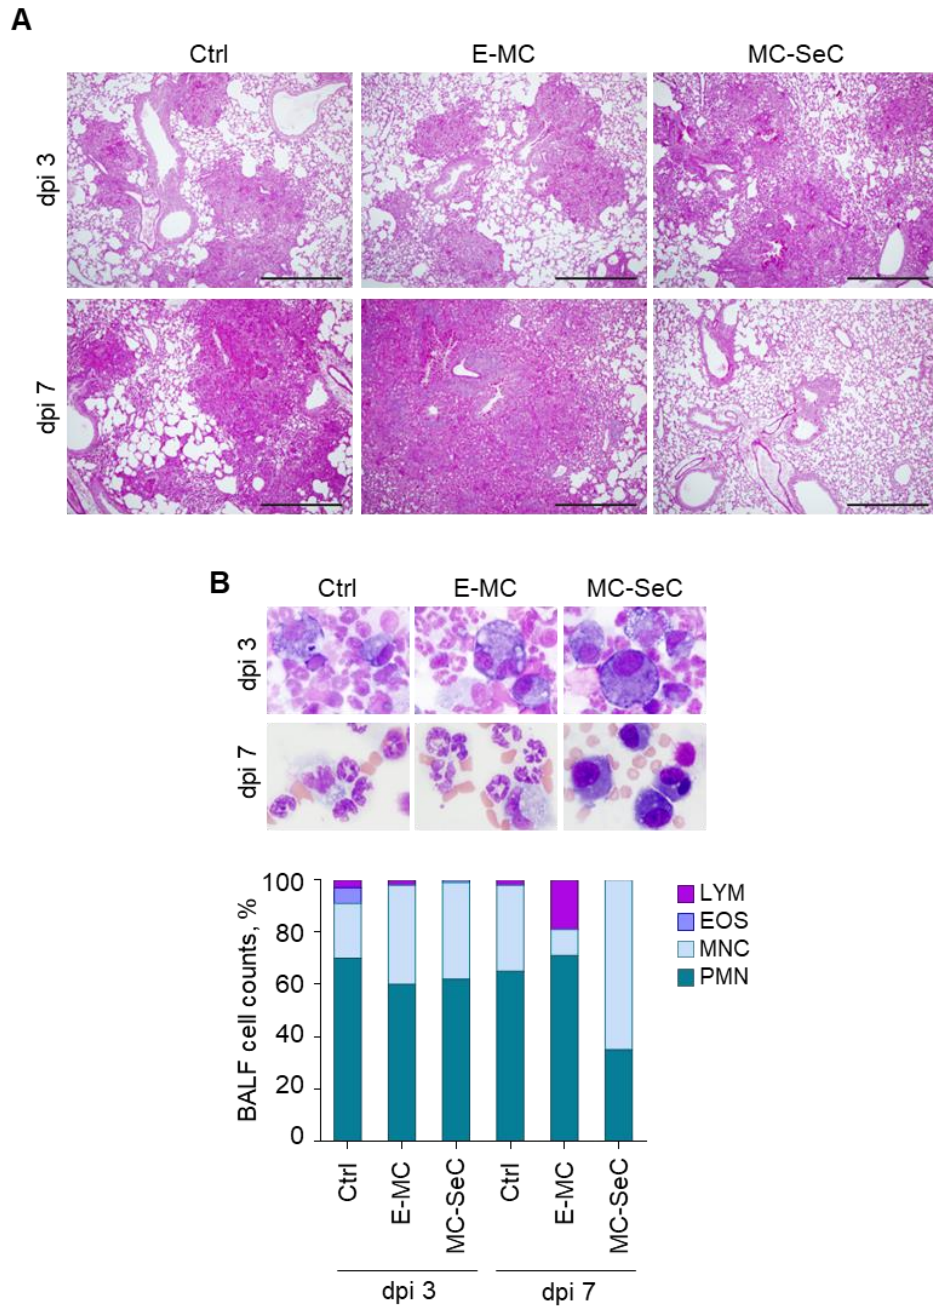 A
Ctrl E-MC MC-SeC
dpi 3
dpi 7
B
Ctrl E-MC MC-SeC
dpi 3
dpi 7
BALF cell counts, %
100
80
60
40
20
0
LYM
EOS
MNC
PMN
Ctrl E-MC MC-SeC Ctrl E-MC MC-SeC
dpi 3 dpi 7